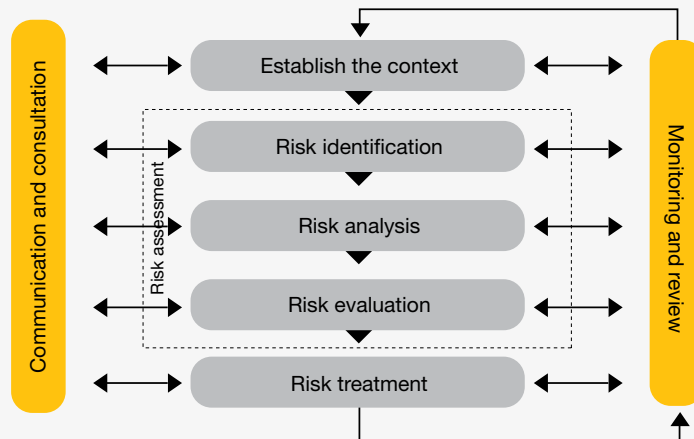 Communication and consultation
Establish the context
Risk assessment
Risk identification
Risk analysis
Risk evaluation
Risk treatment
Monitoring and review